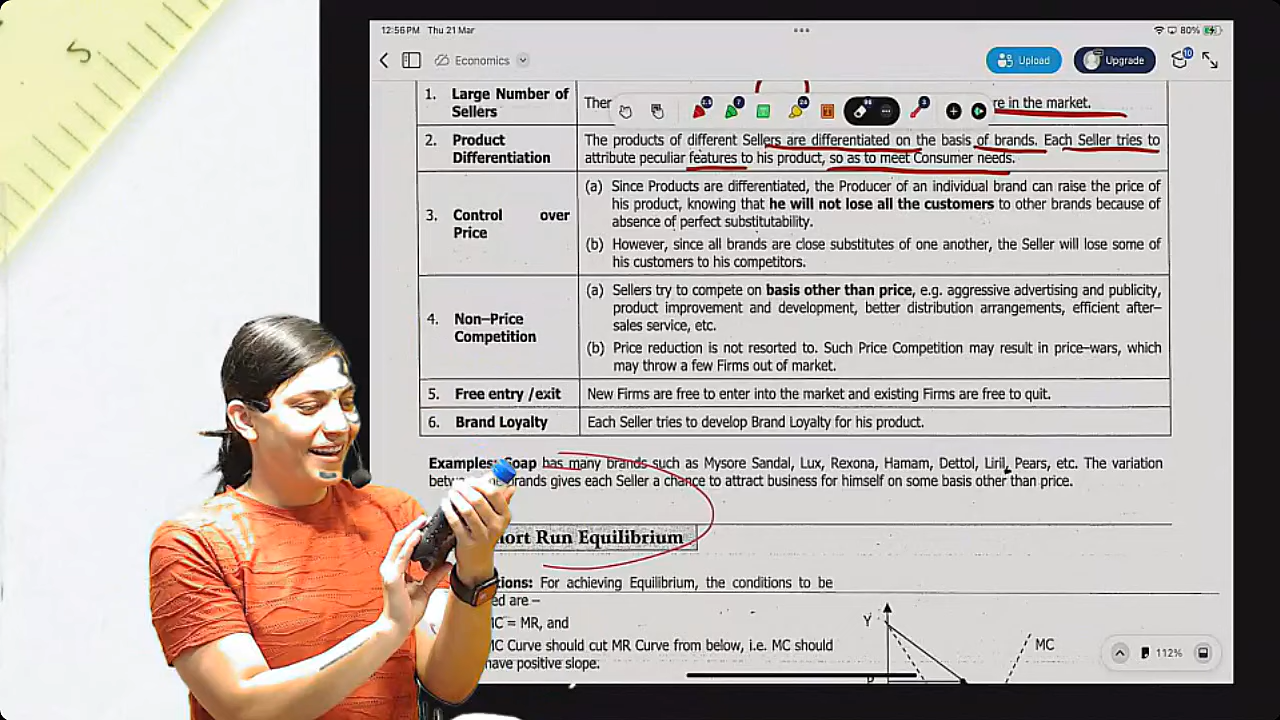 5
12:56 PM Thu 21 Mar
80%
Economics
Upload
Upgrade
10
1. Large Number of Sellers
Ther
re in the market.
2. Product Differentiation
The products of different Sellers are differentiated on the basis of brands. Each Seller tries to
attribute peculiar features to his product, so as to meet Consumer needs.
3. Control over Price
(a) Since Products are differentiated, the Producer of an individual brand can raise the price of
his product, knowing that he will not lose all the customers to other brands because of
absence of perfect substitutability.
(b) However, since all brands are close substitutes of one another, the Seller will lose some of
his customers to his competitors.
4. Non–Price Competition
(a) Sellers try to compete on basis other than price, e.g. aggressive advertising and publicity,
product improvement and development, better distribution arrangements, efficient after–
sales service, etc.
(b) Price reduction is not resorted to. Such Price Competition may result in price–wars, which
may throw a few Firms out of market.
5. Free entry /exit
New Firms are free to enter into the market and existing Firms are free to quit.
6. Brand Loyalty
Each Seller tries to develop Brand Loyalty for his product.
Examples: Soap has many brands such as Mysore Sandal, Lux, Rexona, Hamam, Dettol, Liril, Pears, etc. The variation
betw brands gives each Seller a chance to attract business for himself on some basis other than price.
ort Run Equilibrium
tions: For achieving Equilibrium, the conditions to be
ed are –
MC = MR, and
MC Curve should cut MR Curve from below, i.e. MC should
have positive slope.
Y
MC
P
112%